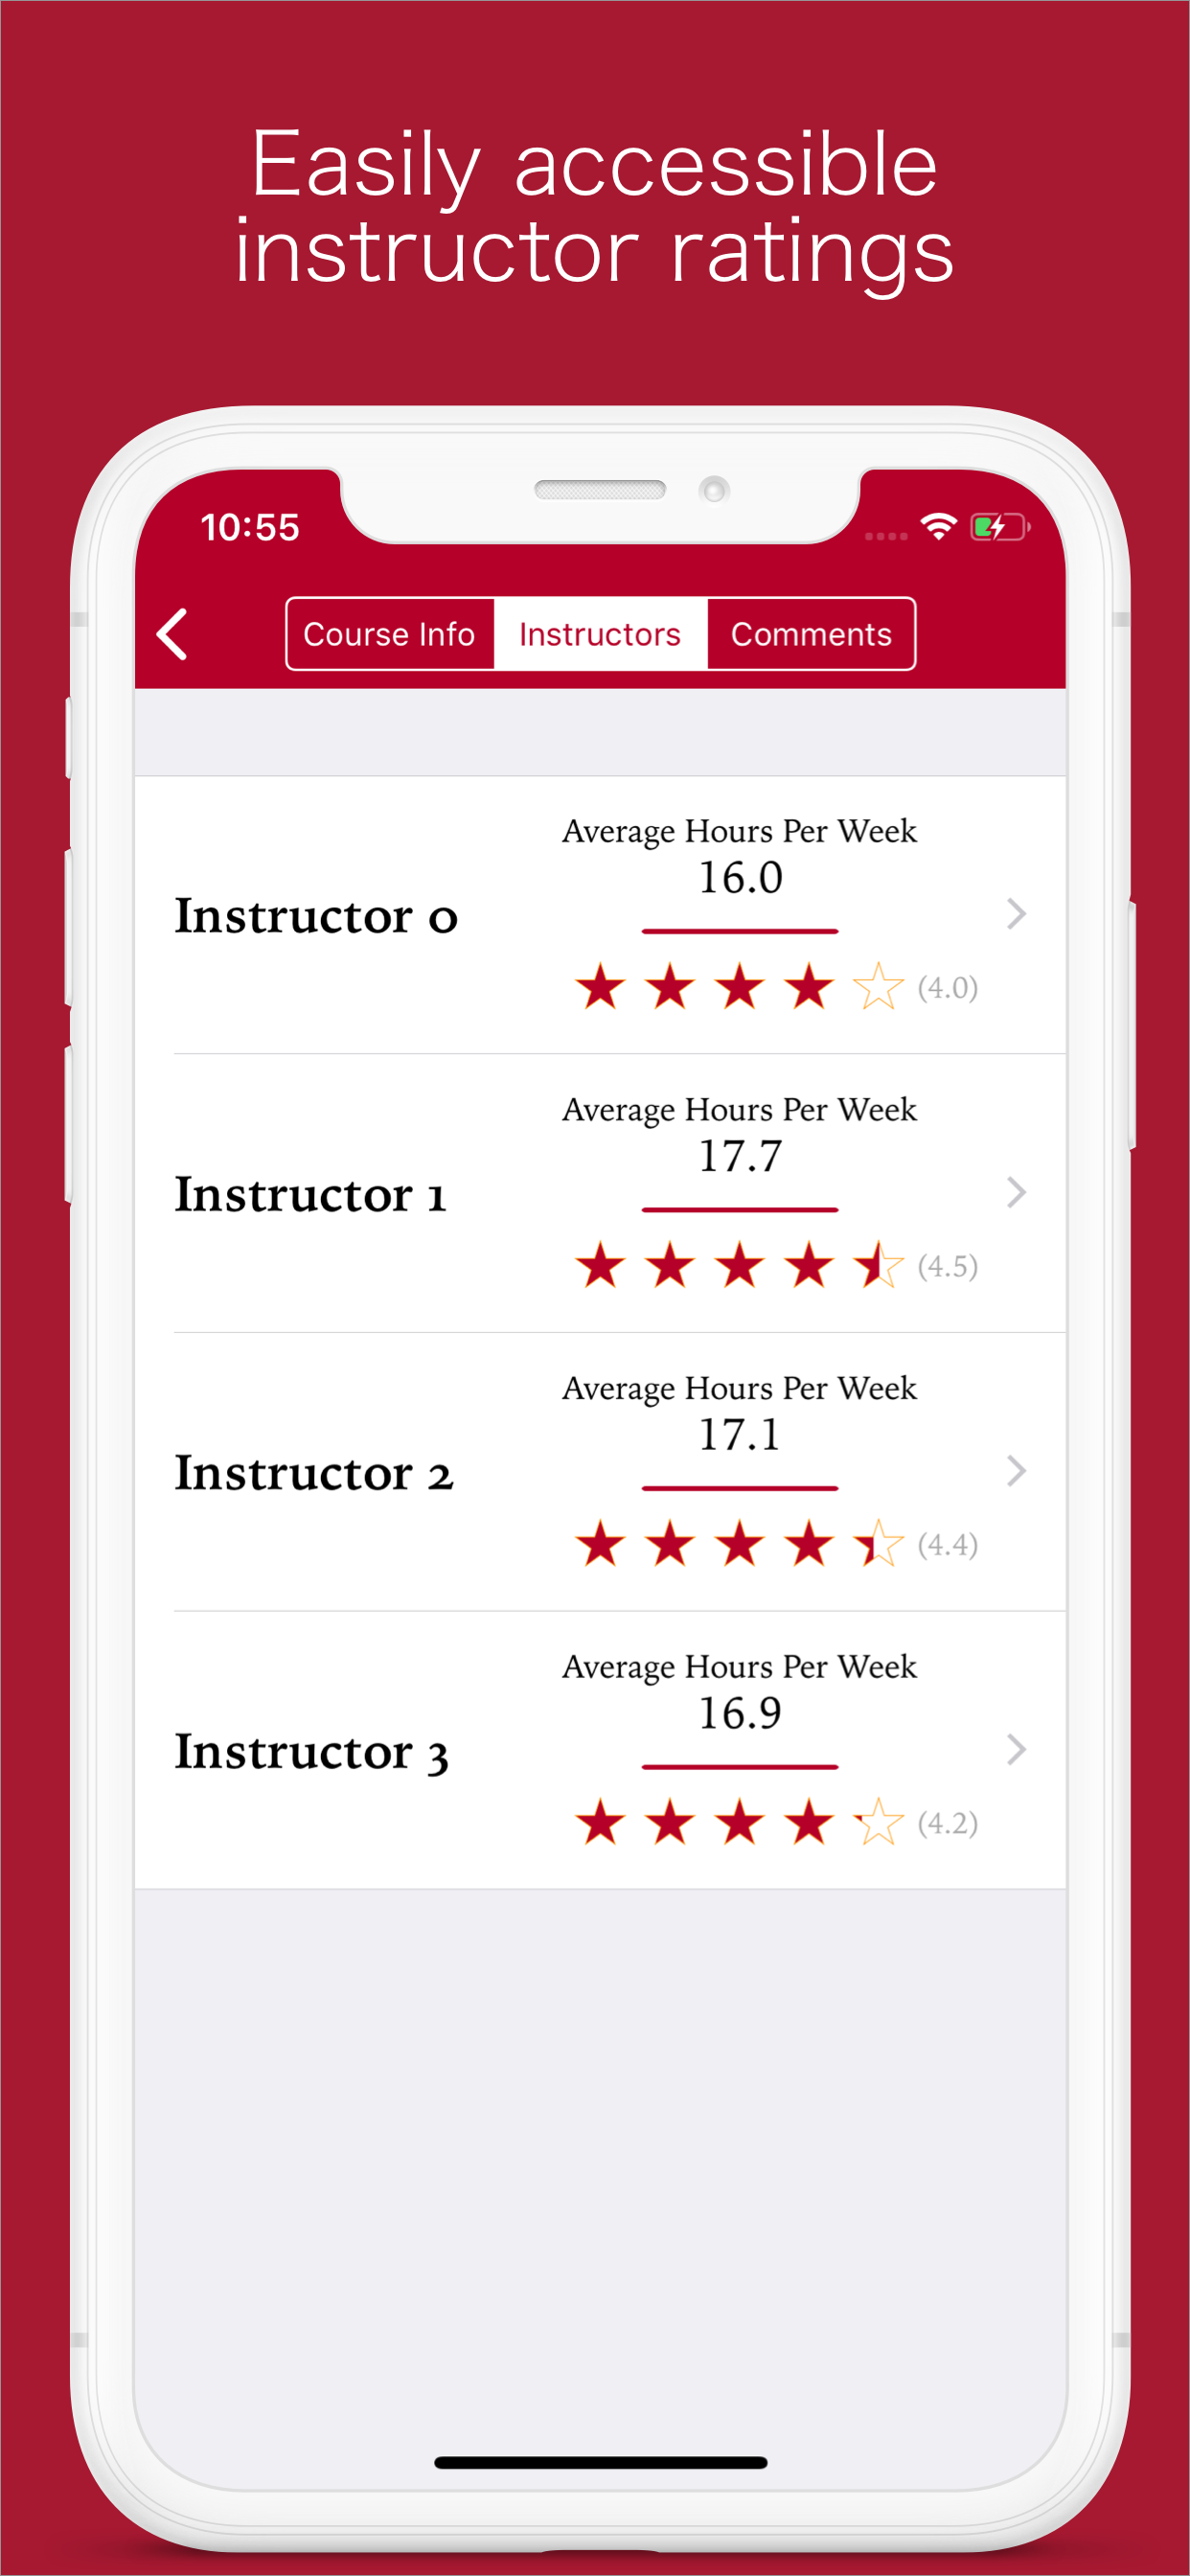 Easily accessible
instructor ratings
10:55
Course Info Instructors Comments
Average Hours Per Week
16.0
Instructor 0
(4.0)
Average Hours Per Week
17.7
Instructor 1
(4.5)
Average Hours Per Week
17.1
Instructor 2
(4.4)
Average Hours Per Week
16.9
Instructor 3
(4.2)